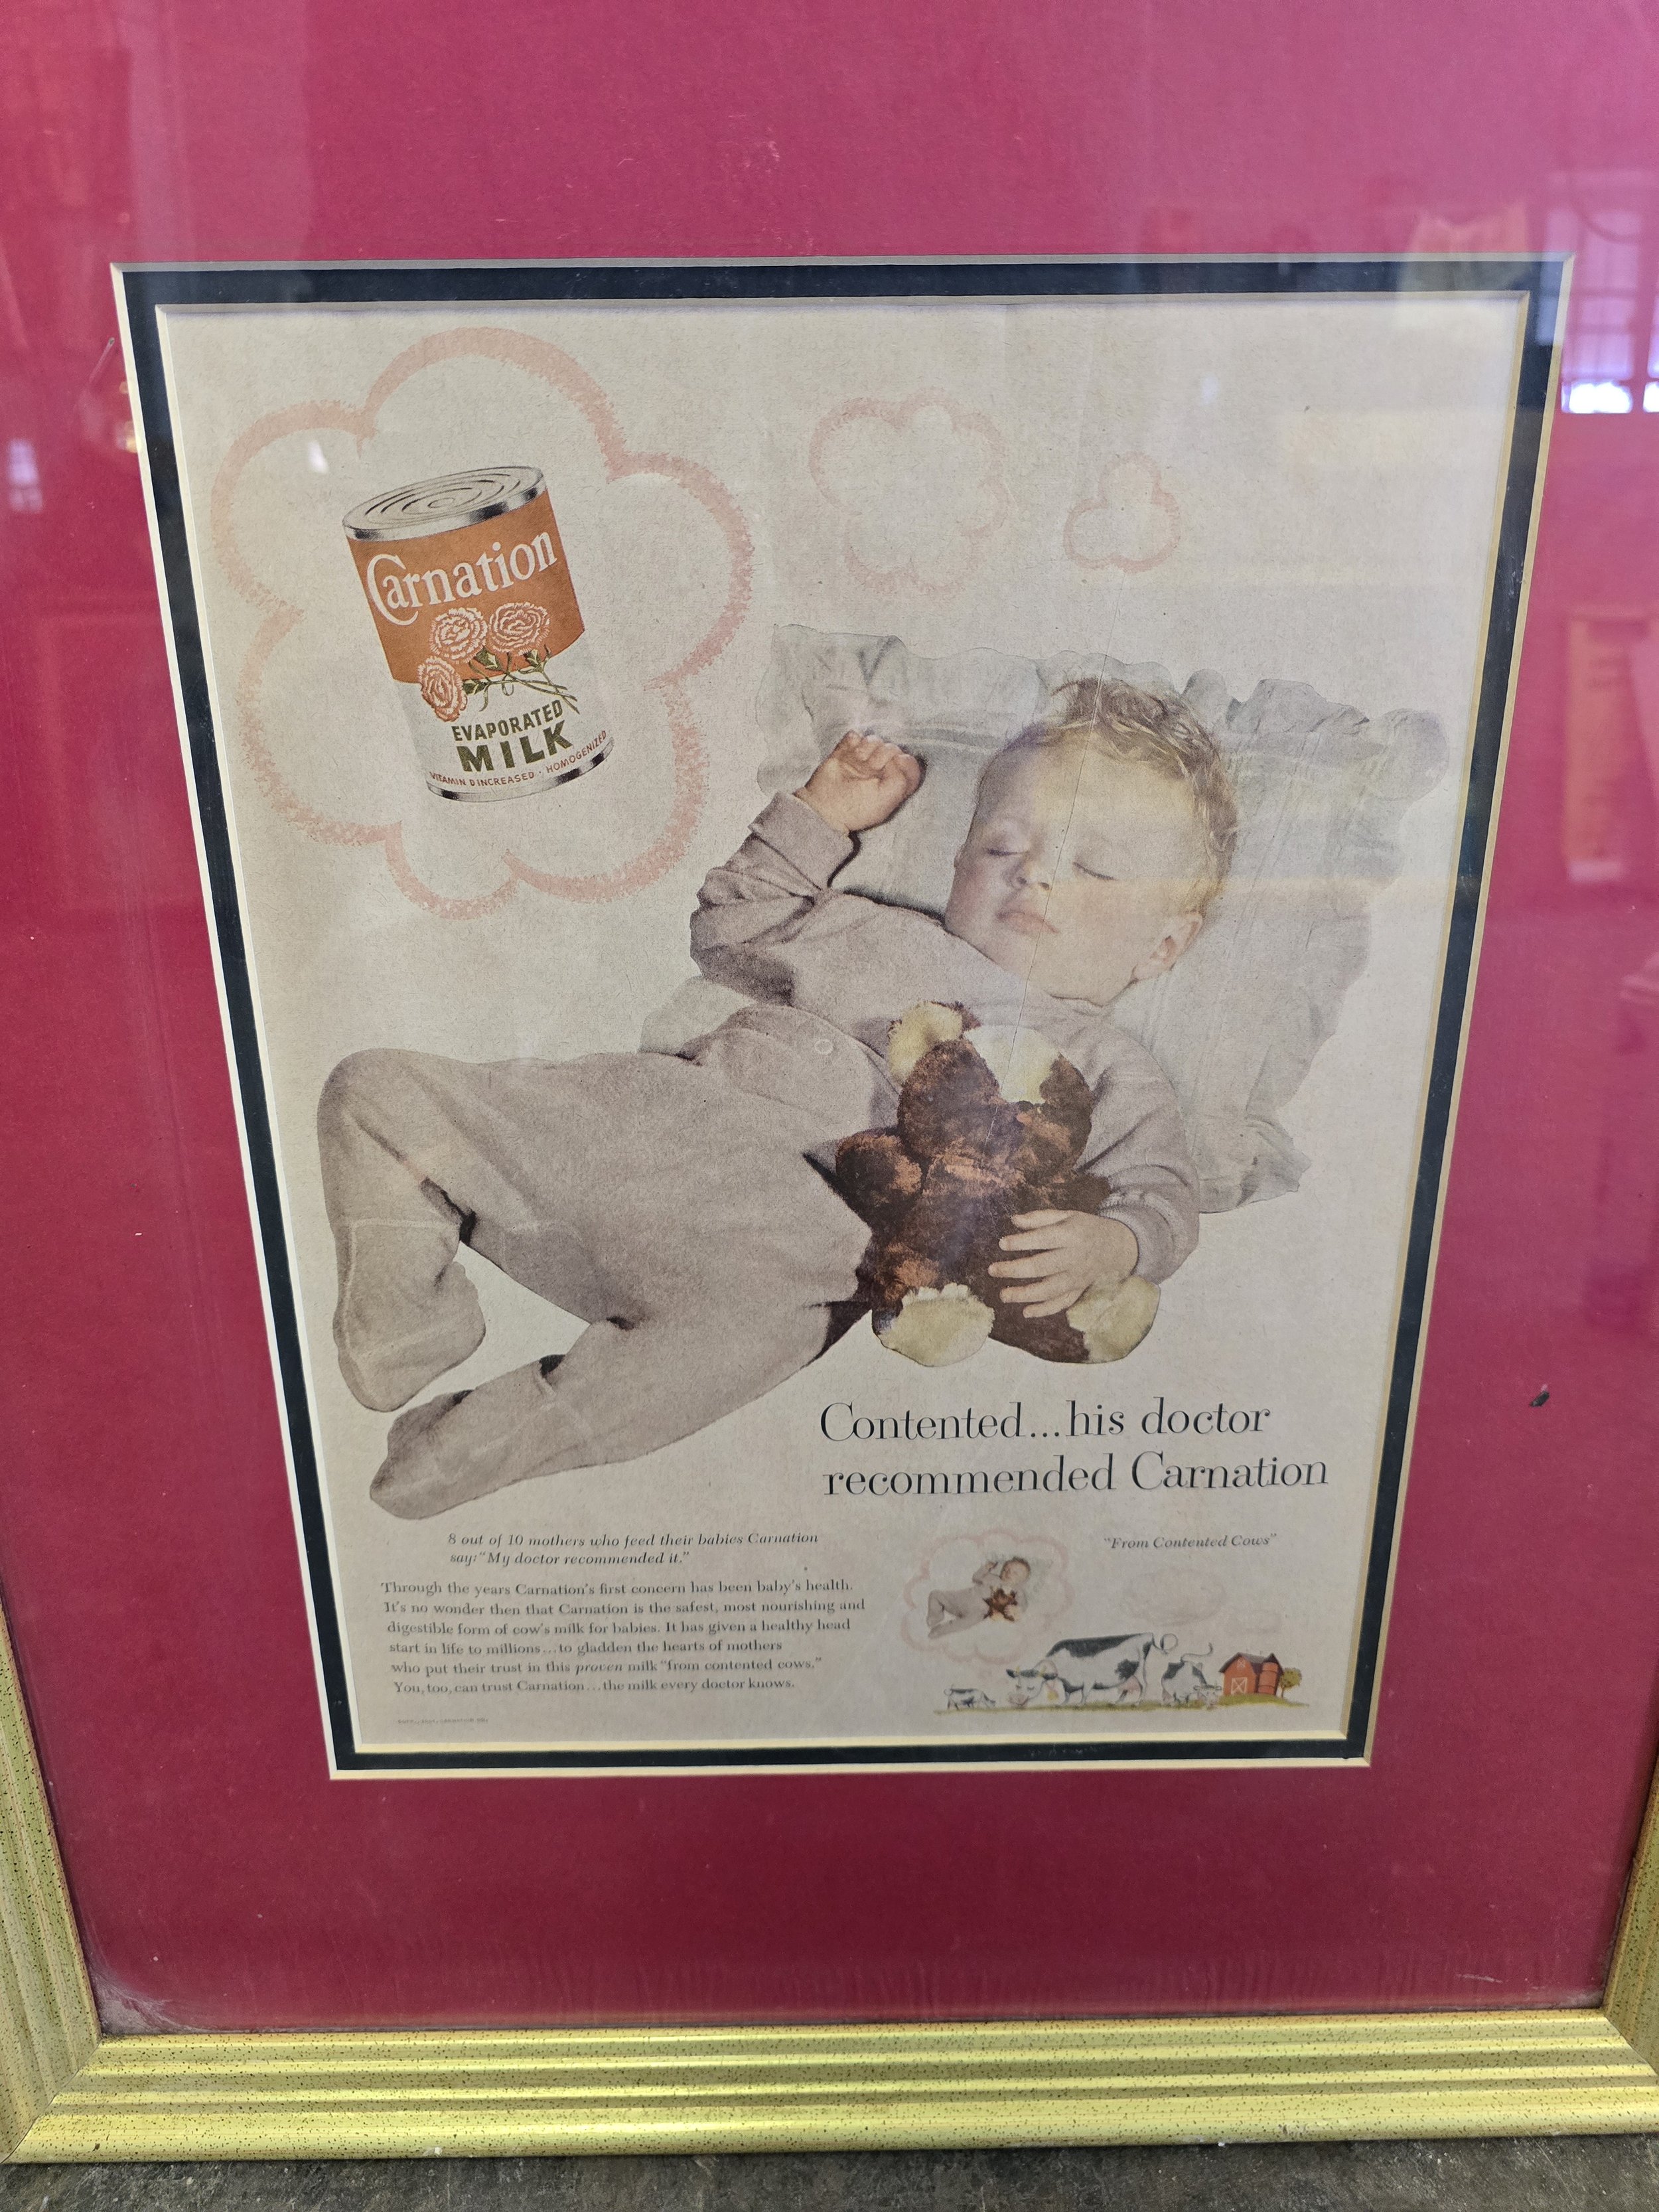 Carnation
EVAPORATED
MILK
VITAMIN D INCREASED · HOMOGENIZED
Contented...his doctor
recommended Carnation
8 out of 10 mothers who feed their babies Carnation
say: "My doctor recommended it."
Through the years Carnation's first concern has been baby's health.
It's no wonder then that Carnation is the safest, most nourishing and
digestible form of cow's milk for babies. It has given a healthy head
start in life to millions...to gladden the hearts of mothers
who put their trust in this proven milk "from contented cows."
You, too, can trust Carnation...the milk every doctor knows.
"From Contented Cows"